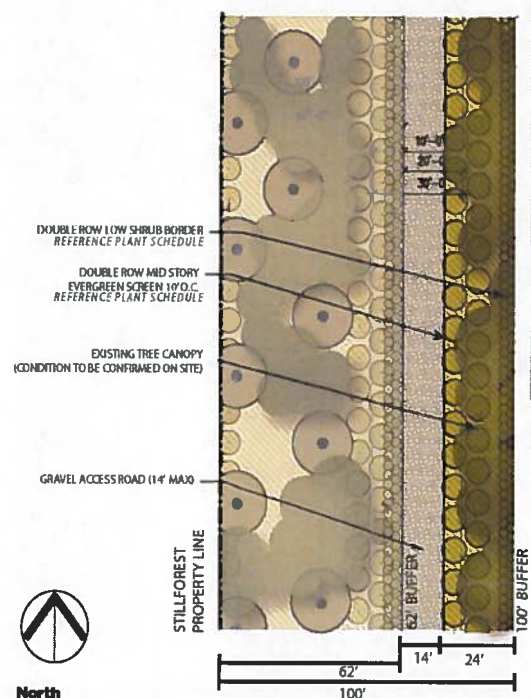 DOUBLE ROW LOW SHRUB BORDER
REFERENCE PLANT SCHEDULE
DOUBLE ROW MID STORY
EVERGREEN SCREEN 10' O.C.
REFERENCE PLANT SCHEDULE
EXISTING TREE CANOPY
(CONDITION TO BE CONFIRMED ON SITE)
GRAVEL ACCESS ROAD (14' MAX)
STILLFOREST
PROPERTY LINE
62' BUFFER
100' BUFFER
North
62'
14'
24'
100'